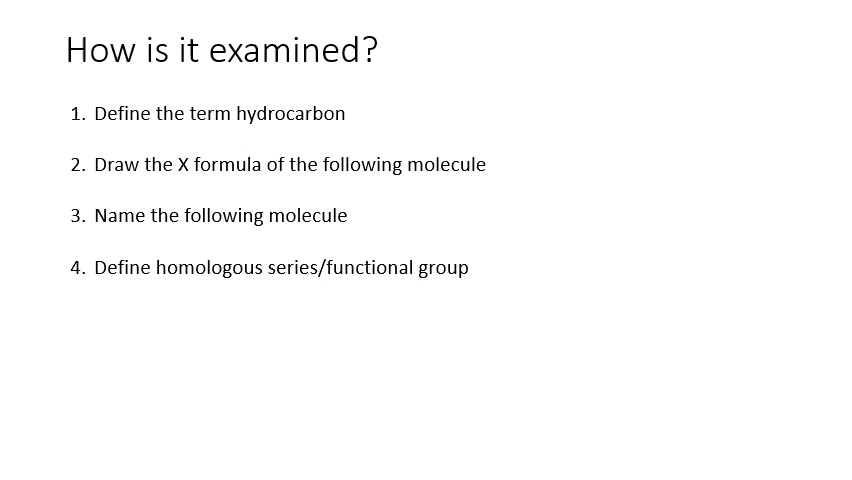 How is it examined?
1. Define the term hydrocarbon
2. Draw the X formula of the following molecule
3. Name the following molecule
4. Define homologous series/functional group